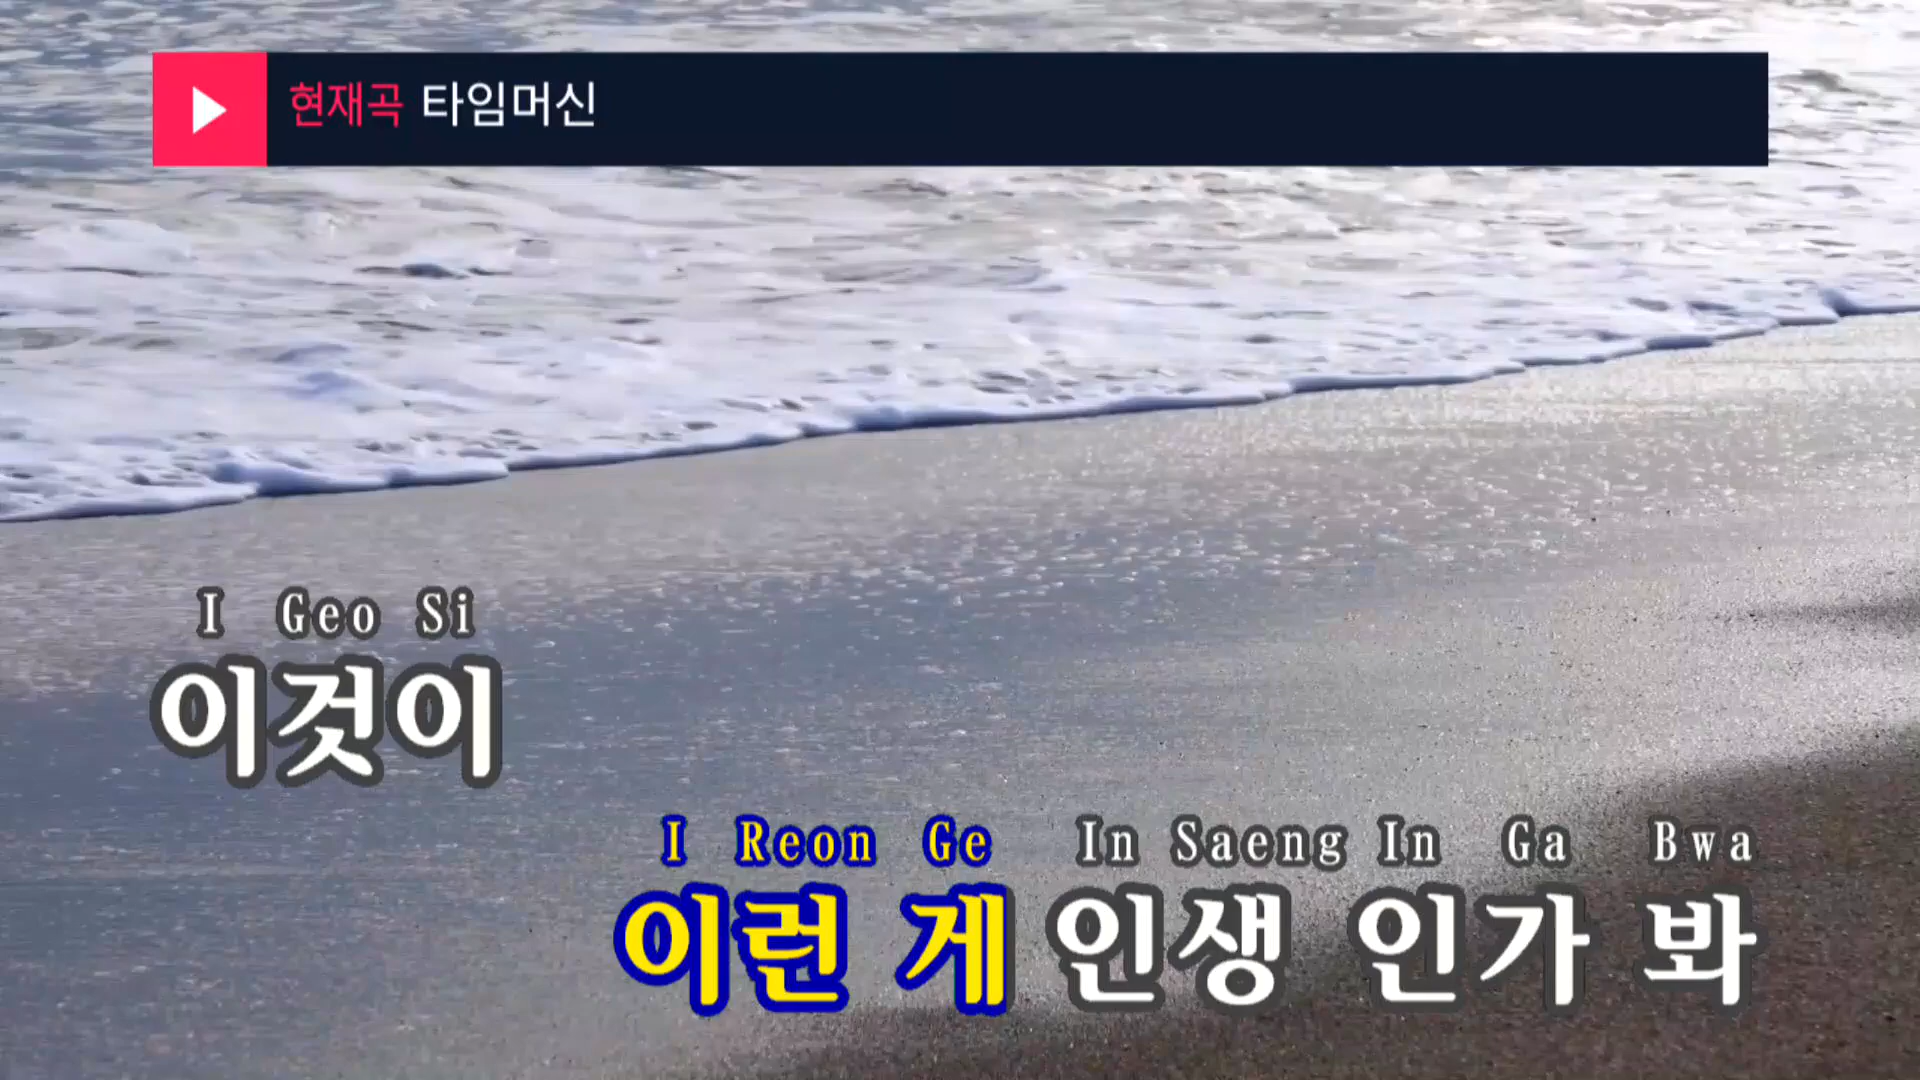 현재곡 타임머신
I Geo Si
이것이
I Reon Ge In Saeng In Ga Bwa
이런 게 인생 인가 봐